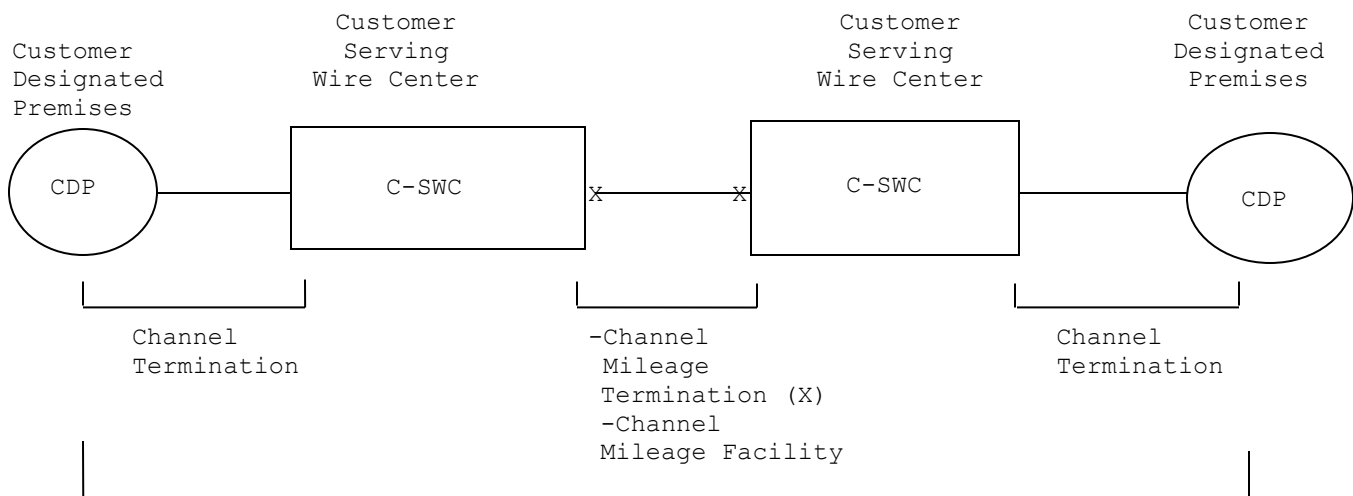 Customer
Designated
Premises
Customer
Serving
Wire Center
Customer
Serving
Wire Center
Customer
Designated
Premises
CDP
C-SWC
X
X
C-SWC
CDP
Channel
Termination
-Channel
Mileage
Termination (X)
-Channel
Mileage Facility
Channel
Termination